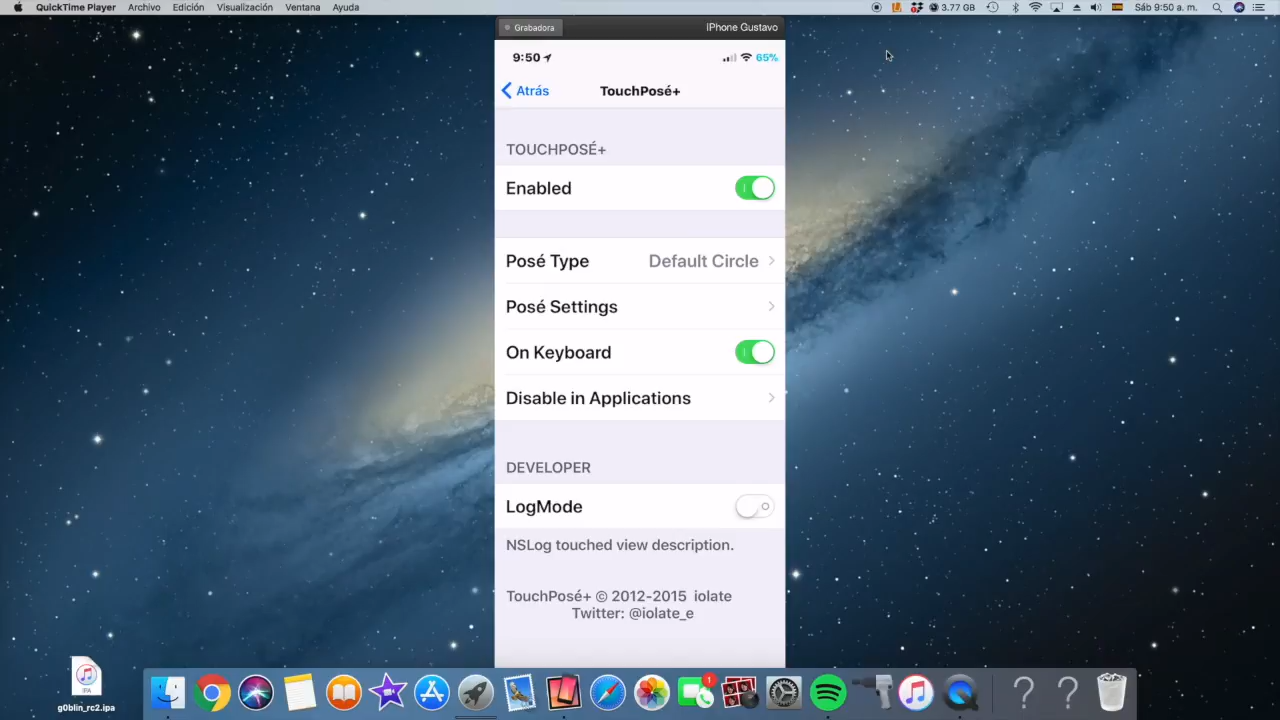 QuickTime Player Archivo Edición Visualización Ventana Ayuda 3.77 GB Sáb 9:50 a. m.
Grabadora iPhone Gustavo
9:50 65%
Atrás TouchPosé+
TOUCHPOSÉ+
Enabled
Posé Type Default Circle
Posé Settings
On Keyboard
Disable in Applications
DEVELOPER
LogMode
NSLog touched view description.
TouchPosé+ © 2012-2015 iolate
Twitter: @iolate_e
IPA
g0blin_rc2.ipa
1